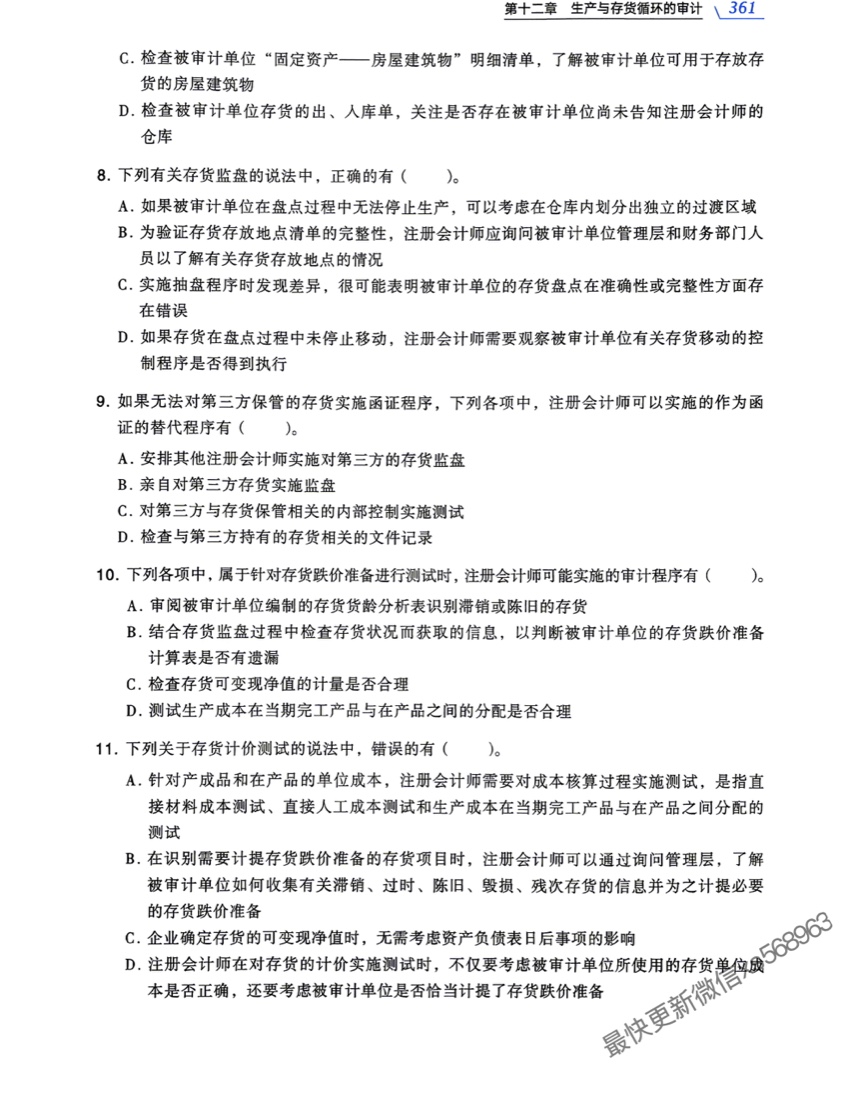 第十二章 生产与存货循环的审计 361
C. 检查被审计单位“固定资产——房屋建筑物”明细清单，了解被审计单位可用于存放存
货的房屋建筑物
D. 检查被审计单位存货的出、入库单，关注是否存在被审计单位尚未告知注册会计师的
仓库
8. 下列有关存货监盘的说法中，正确的有（ ）。
A. 如果被审计单位在盘点过程中无法停止生产，可以考虑在仓库内划分出独立的过渡区域
B. 为验证存货存放地点清单的完整性，注册会计师应询问被审计单位管理层和财务部门人
员以了解有关存货存放地点的情况
C. 实施抽盘程序时发现差异，很可能表明被审计单位的存货盘点在准确性或完整性方面存
在错误
D. 如果存货在盘点过程中未停止移动，注册会计师需要观察被审计单位有关存货移动的控
制程序是否得到执行
9. 如果无法对第三方保管的存货实施函证程序，下列各项中，注册会计师可以实施的作为函
证的替代程序有（ ）。
A. 安排其他注册会计师实施对第三方的存货监盘
B. 亲自对第三方存货实施监盘
C. 对第三方与存货保管相关的内部控制实施测试
D. 检查与第三方持有的存货相关的文件记录
10. 下列各项中，属于针对存货跌价准备进行测试时，注册会计师可能实施的审计程序有（ ）。
A. 审阅被审计单位编制的存货货龄分析表识别滞销或陈旧的存货
B. 结合存货监盘过程中检查存货状况而获取的信息，以判断被审计单位的存货跌价准备
计算表是否有遗漏
C. 检查存货可变现净值的计量是否合理
D. 测试生产成本在当期完工产品与在产品之间的分配是否合理
11. 下列关于存货计价测试的说法中，错误的有（ ）。
A. 针对产成品和在产品的单位成本，注册会计师需要对成本核算过程实施测试，是指直
接材料成本测试、直接人工成本测试和生产成本在当期完工产品与在产品之间分配的
测试
B. 在识别需要计提存货跌价准备的存货项目时，注册会计师可以通过询问管理层，了解
被审计单位如何收集有关滞销、过时、陈旧、毁损、残次存货的信息并为之计提必要
的存货跌价准备
C. 企业确定存货的可变现净值时，无需考虑资产负债表日后事项的影响
D. 注册会计师在对存货的计价实施测试时，不仅要考虑被审计单位所使用的存货单位成
本是否正确，还要考虑被审计单位是否恰当计提了存货跌价准备
最快更新微信 568963